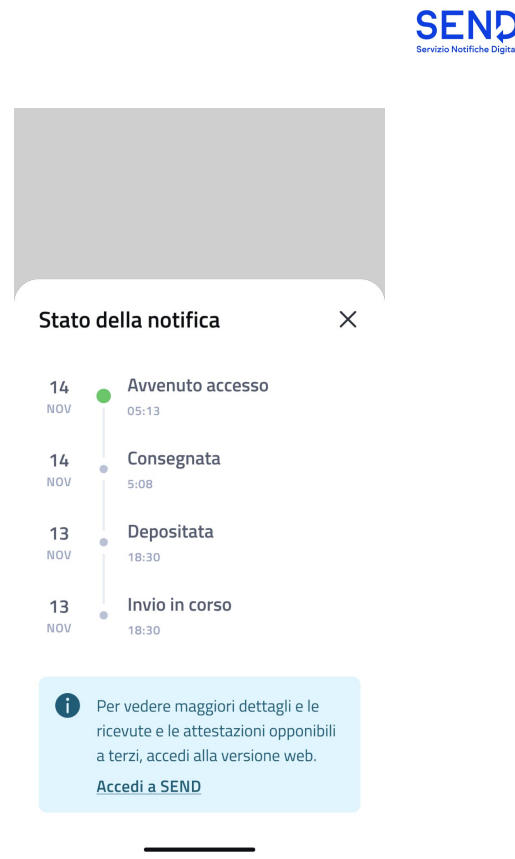 SEND
Servizio Notifiche Digita
Stato della notifica
14
NOV
Avvenuto accesso
05:13
14
NOV
Consegnata
5:08
13
NOV
Depositata
18:30
13
NOV
Invio in corso
18:30
Per vedere maggiori dettagli e le
ricevute e le attestazioni opponibili
a terzi, accedi alla versione web.
Accedi a SEND